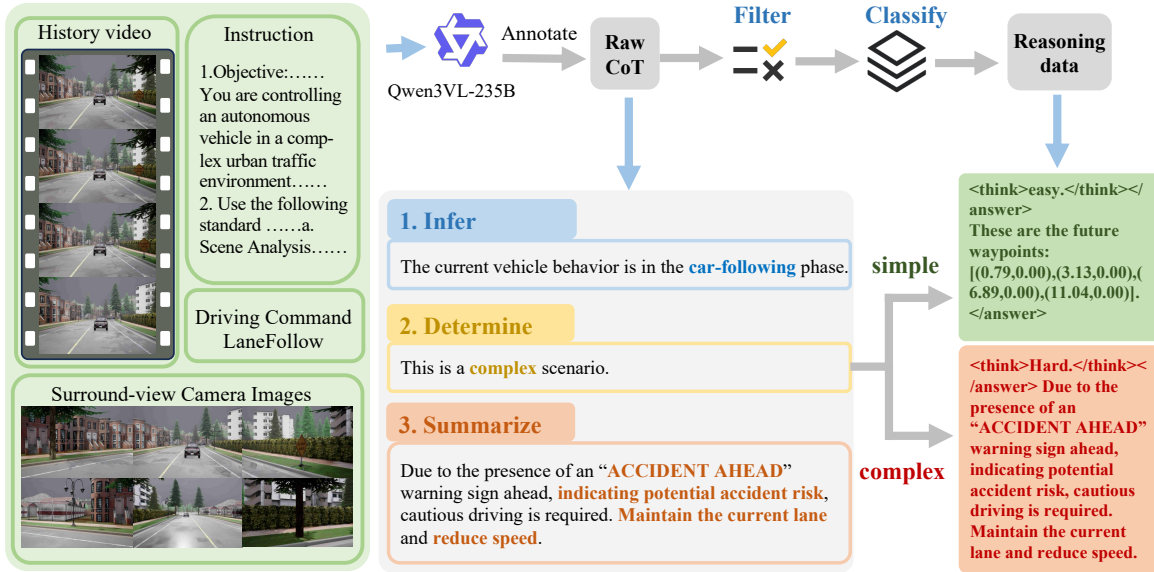 History video
Instruction
1.Objective:……
You are controlling
an autonomous
vehicle in a comp-
lex urban traffic
environment……
2. Use the following
standard ……a.
Scene Analysis……
Driving Command
LaneFollow
Surround-view Camera Images
Qwen3VL-235B
Annotate
Raw
CoT
Filter
Classify
Reasoning
data
1. Infer
The current vehicle behavior is in the car-following phase.
2. Determine
This is a complex scenario.
3. Summarize
Due to the presence of an “ACCIDENT AHEAD”
warning sign ahead, indicating potential accident risk,
cautious driving is required. Maintain the current lane
and reduce speed.
simple
complex
<think>easy.</think></
answer>
These are the future
waypoints:
[(0.79,0.00),(3.13,0.00),(
6.89,0.00),(11.04,0.00)].
</answer>
<think>Hard.</think><
/answer> Due to the
presence of an
“ACCIDENT AHEAD”
warning sign ahead,
indicating potential
accident risk, cautious
driving is required.
Maintain the current
lane and reduce speed.